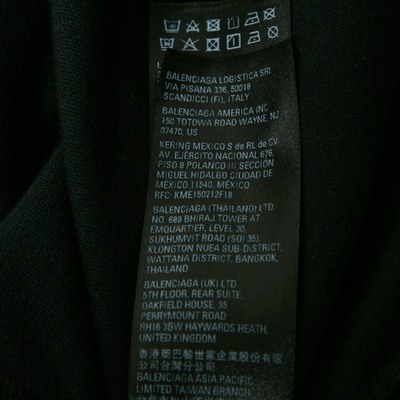 BALENCIAGA LOGISTICA SRL
VIA PISANA 336, 50018
SCANDICCI (FI), ITALY
BALENCIAGA AMERICA INC
150 TOTOWA ROAD WAYNE, NJ
07470, US
KERING MEXICO S de RL de CV
AV. EJÉRCITO NACIONAL 676,
PISO 9 POLANCO III SECCIÓN
MIGUEL HIDALGO CIUDAD DE
MÉXICO 11540, MÉXICO
RFC: KME150212F18
BALENCIAGA (THAILAND) LTD
NO. 689 BHIRAJ TOWER AT
EMQUARTIER, LEVEL 30,
SUKHUMVIT ROAD (SOI 35),
KLONGTON NUEA SUB-DISTRICT,
WATTANA DISTRICT, BANGKOK,
THAILAND
BALENCIAGA (UK) LTD
5TH FLOOR, REAR SUITE,
OAKFIELD HOUSE, 35
PERRYMOUNT ROAD
RH16 3BW HAYWARDS HEATH,
UNITED KINGDOM
香港商巴黎世家企業股份有限
公司台灣分公司
BALENCIAGA ASIA PACIFIC
LIMITED TAIWAN BRANCH